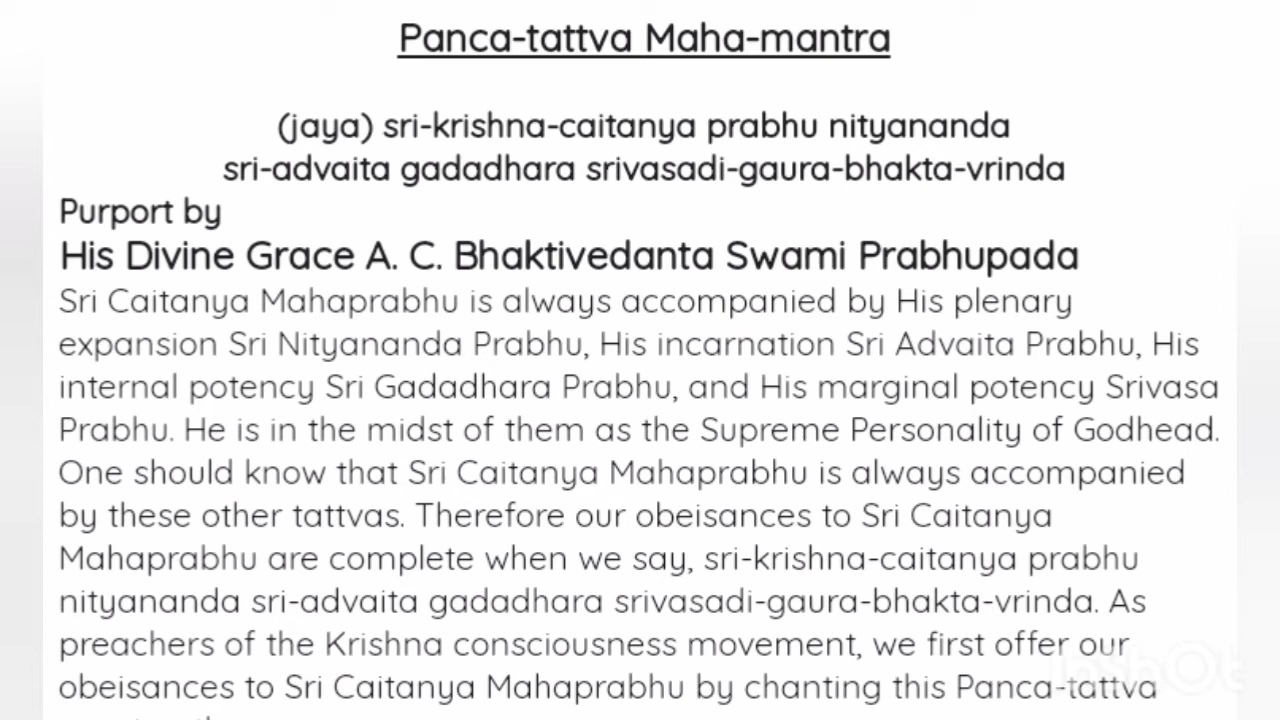 Panca-tattva Maha-mantra
(jaya) sri-krishna-caitanya prabhu nityananda
sri-advaita gadadhara srivasadi-gaura-bhakta-vrinda
Purport by
His Divine Grace A. C. Bhaktivedanta Swami Prabhupada
Sri Caitanya Mahaprabhu is always accompanied by His plenary
expansion Sri Nityananda Prabhu, His incarnation Sri Advaita Prabhu, His
internal potency Sri Gadadhara Prabhu, and His marginal potency Srivasa
Prabhu. He is in the midst of them as the Supreme Personality of Godhead.
One should know that Sri Caitanya Mahaprabhu is always accompanied
by these other tattvas. Therefore our obeisances to Sri Caitanya
Mahaprabhu are complete when we say, sri-krishna-caitanya prabhu
nityananda sri-advaita gadadhara srivasadi-gaura-bhakta-vrinda. As
preachers of the Krishna consciousness movement, we first offer our
obeisances to Sri Caitanya Mahaprabhu by chanting this Panca-tattva
InShOt